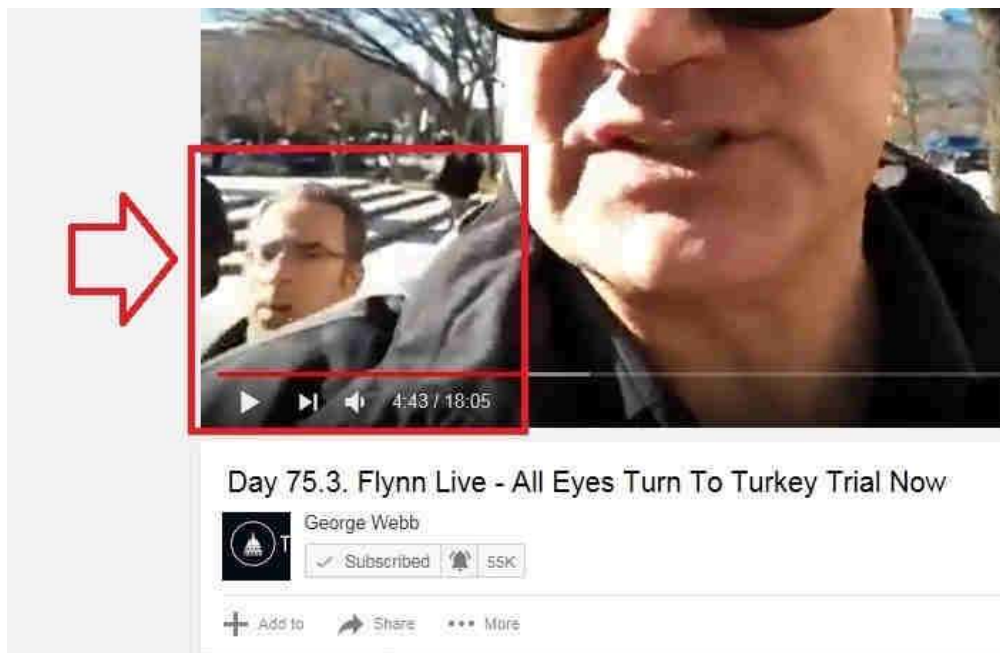 4:43 / 18:05
Day 75.3. Flynn Live - All Eyes Turn To Turkey Trial Now
George Webb
T
Subscribed 55K
Add to Share More